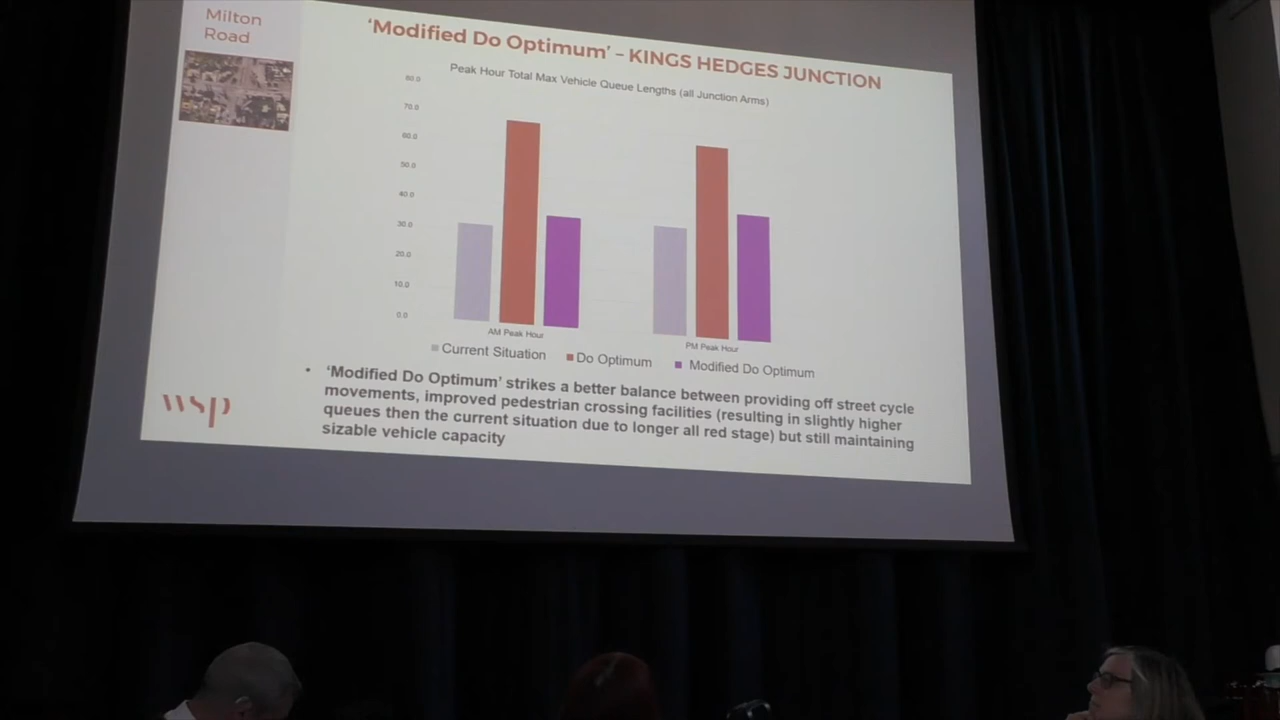 Milton
Road
‘Modified Do Optimum’ – KINGS HEDGES JUNCTION
Peak Hour Total Max Vehicle Queue Lengths (all Junction Arms)
80.0
70.0
60.0
50.0
40.0
30.0
20.0
10.0
0.0
AM Peak Hour
PM Peak Hour
Current Situation
Do Optimum
Modified Do Optimum
• ‘Modified Do Optimum’ strikes a better balance between providing off street cycle
movements, improved pedestrian crossing facilities (resulting in slightly higher
queues then the current situation due to longer all red stage) but still maintaining
sizable vehicle capacity
wsp